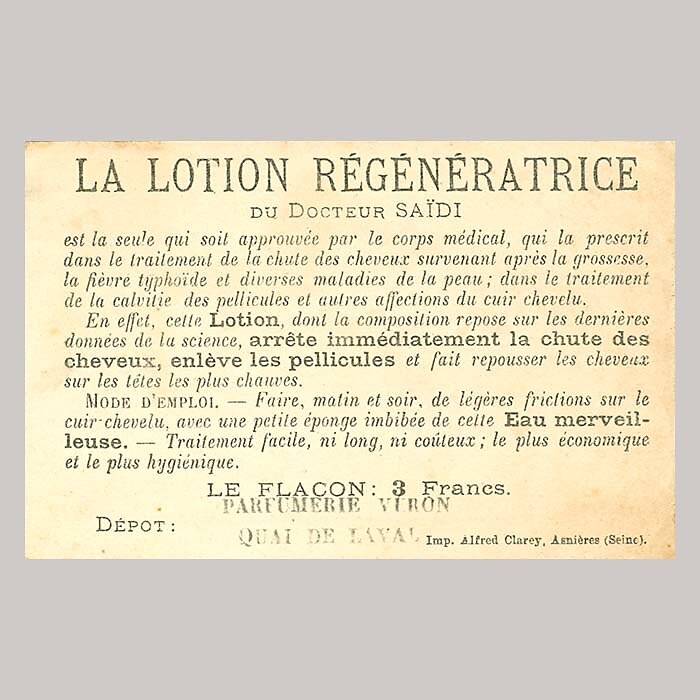 LA LOTION RÉGÉNÉRATRICE
DU DOCTEUR SAÏDI
est la seule qui soit approuvée par le corps médical, qui la prescrit
dans le traitement de la chute des cheveux survenant après la grossesse,
la fièvre typhoïde et diverses maladies de la peau; dans le traitement
de la calvitie des pellicules et autres affections du cuir chevelu.
En effet, cette Lotion, dont la composition repose sur les dernières
données de la science, arrête immédiatement la chute des
cheveux, enlève les pellicules et fait repousser les cheveux
sur les têtes les plus chauves.
MODE D'EMPLOI. — Faire, matin et soir, de légères frictions sur le
cuir-chevelu, avec une petite éponge imbibée de cette Eau merveil-
leuse. — Traitement facile, ni long, ni coûteux; le plus économique
et le plus hygiénique.
LE FLACON: 3 Francs.
PARFUMERIE VURON
DÉPOT:
QUAI DE LAVAL
Imp. Alfred Clarey, Asnières (Seine).